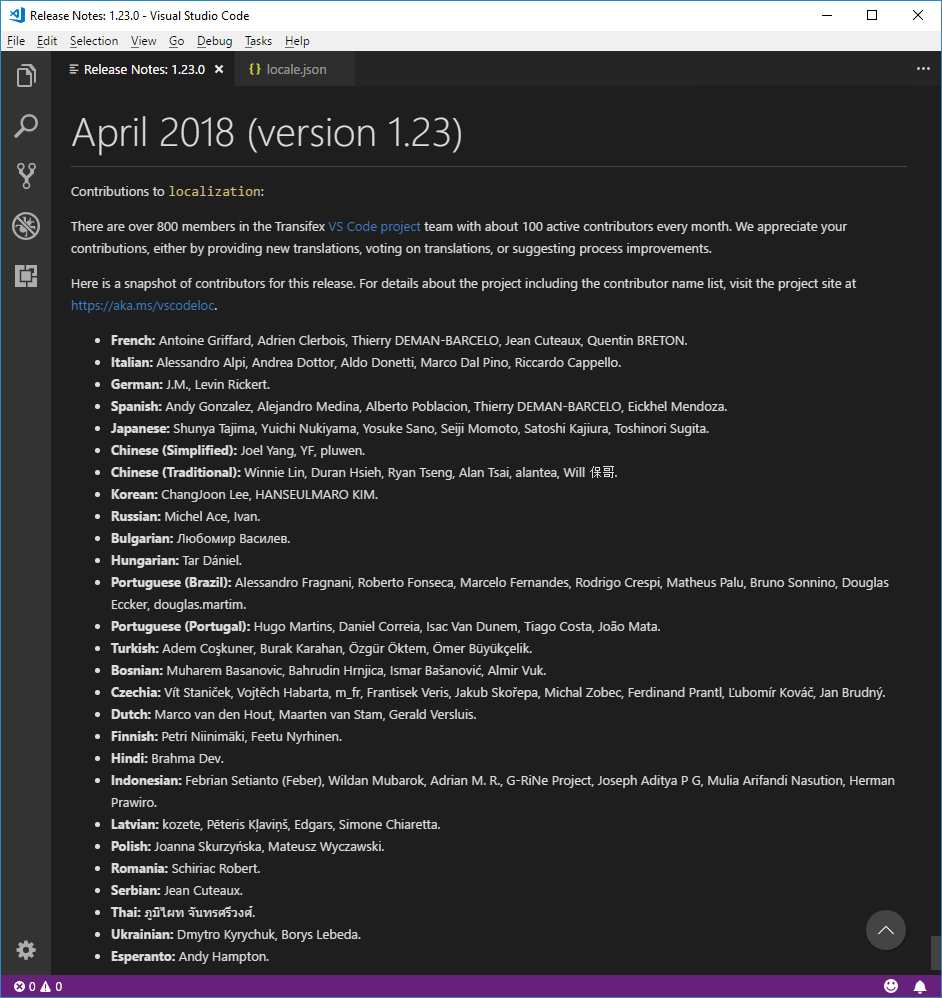 Release Notes: 1.23.0 - Visual Studio Code
File Edit Selection View Go Debug Tasks Help
Release Notes: 1.23.0 × {} locale.json ...
April 2018 (version 1.23)
Contributions to localization:
There are over 800 members in the Transifex VS Code project team with about 100 active contributors every month. We appreciate your
contributions, either by providing new translations, voting on translations, or suggesting process improvements.
Here is a snapshot of contributors for this release. For details about the project including the contributor name list, visit the project site at
https://aka.ms/vscodeloc.
• French: Antoine Griffard, Adrien Clerbois, Thierry DEMAN-BARCELO, Jean Cuteaux, Quentin BRETON.
• Italian: Alessandro Alpi, Andrea Dottor, Aldo Donetti, Marco Dal Pino, Riccardo Cappello.
• German: J.M., Levin Rickert.
• Spanish: Andy Gonzalez, Alejandro Medina, Alberto Poblacion, Thierry DEMAN-BARCELO, Eickhel Mendoza.
• Japanese: Shunya Tajima, Yuichi Nukiyama, Yosuke Sano, Seiji Momoto, Satoshi Kajiura, Toshinori Sugita.
• Chinese (Simplified): Joel Yang, YF, pluwen.
• Chinese (Traditional): Winnie Lin, Duran Hsieh, Ryan Tseng, Alan Tsai, alantea, Will 保哥.
• Korean: ChangJoon Lee, HANSEULMARO KIM.
• Russian: Michel Ace, Ivan.
• Bulgarian: Любомир Василев.
• Hungarian: Tar Dániel.
• Portuguese (Brazil): Alessandro Fragnani, Roberto Fonseca, Marcelo Fernandes, Rodrigo Crespi, Matheus Palu, Bruno Sonnino, Douglas
Eccker, douglas.martim.
• Portuguese (Portugal): Hugo Martins, Daniel Correia, Isac Van Dunem, Tiago Costa, João Mata.
• Turkish: Adem Coşkuner, Burak Karahan, Özgür Öktem, Ömer Büyükçelik.
• Bosnian: Muharem Basanovic, Bahrudin Hrnjica, Ismar Bašanović, Almir Vuk.
• Czechia: Vít Staniček, Vojtěch Habarta, m_fr, Frantisek Veris, Jakub Skořepa, Michal Zobec, Ferdinand Prantl, Ľubomír Kováč, Jan Brudný.
• Dutch: Marco van den Hout, Maarten van Stam, Gerald Versluis.
• Finnish: Petri Niinimäki, Feetu Nyrhinen.
• Hindi: Brahma Dev.
• Indonesian: Febrian Setianto (Feber), Wildan Mubarok, Adrian M. R., G-RiNe Project, Joseph Aditya P G, Mulia Arifandi Nasution, Herman
Prawiro.
• Latvian: kozete, Pēteris Kļaviņš, Edgars, Simone Chiaretta.
• Polish: Joanna Skurzyńska, Mateusz Wyczawski.
• Romania: Schiriac Robert.
• Serbian: Jean Cuteaux.
• Thai: ภูมิไผท จันทรศรีวงศ์.
• Ukrainian: Dmytro Kyrychuk, Borys Lebeda.
• Esperanto: Andy Hampton.
0 0